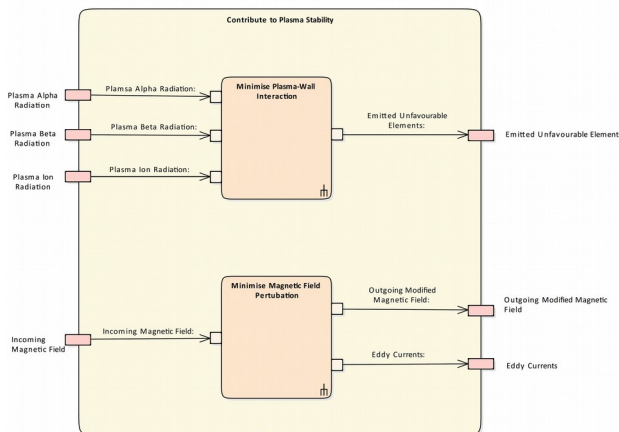 Contribute to Plasma Stability
Plasma Alpha
Radiation
Plamsa Alpha Radiation:
Minimise Plasma-Wall
Interaction
Plasma Beta
Radiation
Plasma Beta Radiation:
Emitted Unfavourable
Elements:
Emitted Unfavourable Element
Plasma Ion
Radiation
Plasma Ion Radiation:
Minimise Magnetic Field
Pertubation
Outgoing Modified
Magnetic Field:
Outgoing Modified Magnetic
Field
Incoming
Magnetic Field
Incoming Magnetic Field:
Eddy Currents:
Eddy Currents